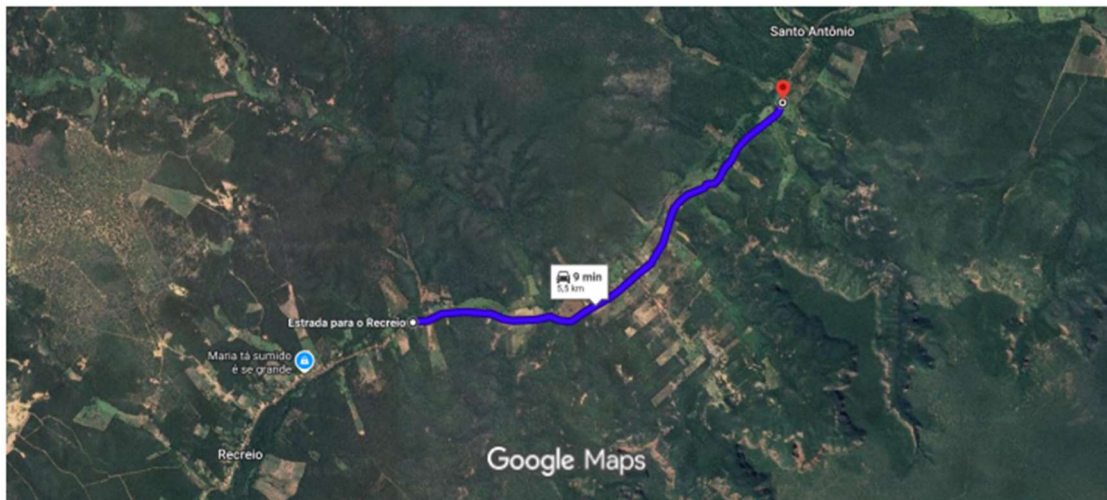 Santo Antônio
9 min
5,5 km
Estrada para o Recreio
Maria tá sumido
é se grande
Recreio
Google Maps